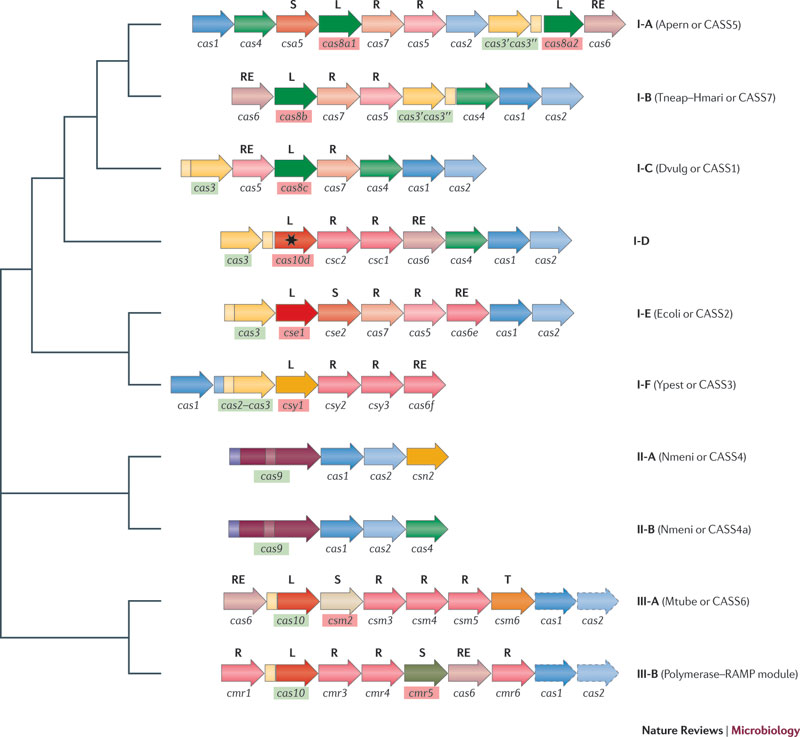 S L R R L RE
cas1 cas4 csa5 cas8a1 cas7 cas5 cas2 cas3′cas3″ cas8a2 cas6
I-A (Apern or CASS5)
RE L R R
cas6 cas8b cas7 cas5 cas3′cas3″ cas4 cas1 cas2
I-B (Tneap–Hmari or CASS7)
RE L R
cas3 cas5 cas8c cas7 cas4 cas1 cas2
I-C (Dvulg or CASS1)
L R R RE
cas3 cas10d csc2 csc1 cas6 cas4 cas1 cas2
I-D
L S R R RE
cas3 cse1 cse2 cas7 cas5 cas6e cas1 cas2
I-E (Ecoli or CASS2)
L R R RE
cas1 cas2–cas3 csy1 csy2 csy3 cas6f
I-F (Ypest or CASS3)
cas9 cas1 cas2 csn2
II-A (Nmeni or CASS4)
cas9 cas1 cas2 cas4
II-B (Nmeni or CASS4a)
RE L S R R R T
cas6 cas10 csm2 csm3 csm4 csm5 csm6 cas1 cas2
III-A (Mtube or CASS6)
R L R R S RE R
cmr1 cas10 cmr3 cmr4 cmr5 cas6 cmr6 cas1 cas2
III-B (Polymerase–RAMP module)
Nature Reviews | Microbiology